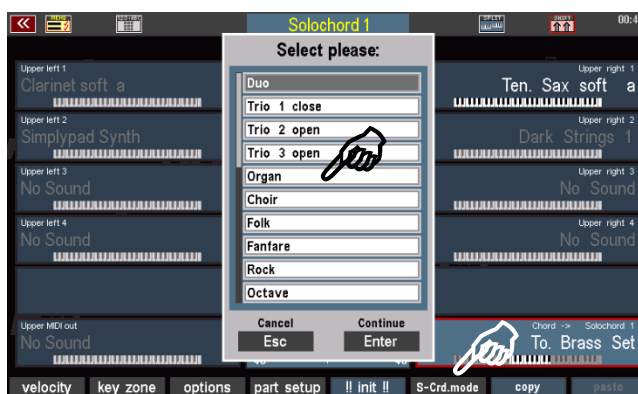 MENU
Solochord 1
SPLIT
SHIFT
00:4
Select please:
Upper left 1
Clarinet soft a
Upper left 2
Simplypad Synth
Upper left 3
No Sound
Upper left 4
No Sound
Upper MIDI out
No Sound
Duo
Trio 1 close
Trio 2 open
Trio 3 open
Organ
Choir
Folk
Fanfare
Rock
Octave
Cancel
Continue
Esc
Enter
Upper right 1
Ten. Sax soft a
Upper right 2
Dark Strings 1
Upper right 3
No Sound
Upper right 4
No Sound
Chord -> Solochord 1
To. Brass Set
velocity key zone options part setup !! init !! S-Crd.mode copy paste